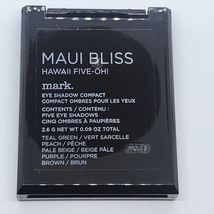 MAUI BLISS
HAWAII FIVE-OH!
mark.
EYE SHADOW COMPACT
COMPACT OMBRES POUR LES YEUX
CONTENTS / CONTENU :
FIVE EYE SHADOWS
CINQ OMBRES À PAUPIÈRES
2.6 G NET WT 0.09 OZ TOTAL
TEAL GREEN / VERT SARCELLE
PEACH / PÊCHE
PALE BEIGE / BEIGE PÂLE
PURPLE / POURPRE
BROWN / BRUN